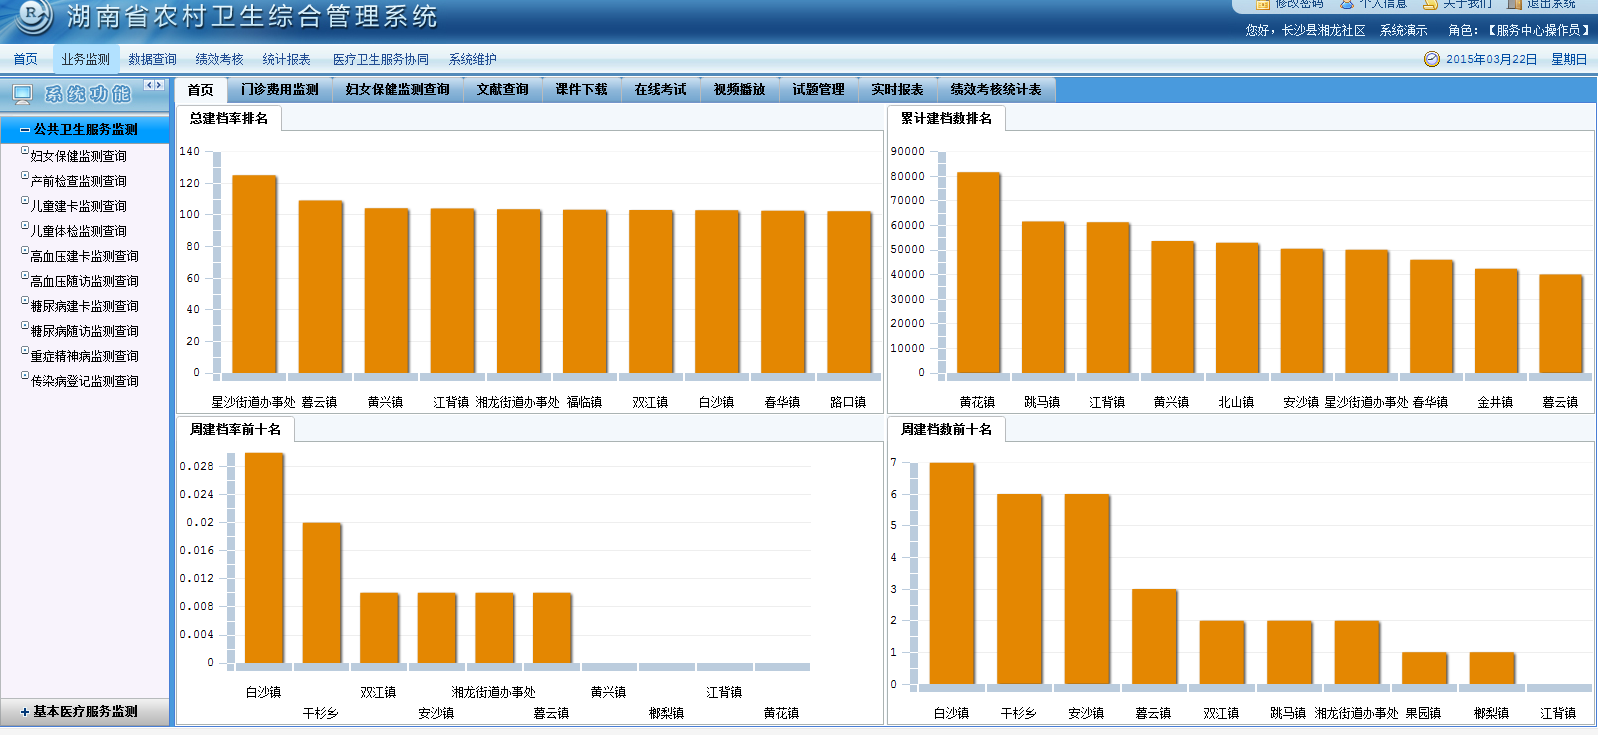 湖南省农村卫生综合管理系统
修改密码 个人信息 关于我们 退出系统
您好，长沙县湘龙社区 系统演示 角色：【服务中心操作员】
首页 业务监测 数据查询 绩效考核 统计报表 医疗卫生服务协同 系统维护
2015年03月22日 星期日
系统功能
公共卫生服务监测
妇女保健监测查询
产前检查监测查询
儿童建卡监测查询
儿童体检监测查询
高血压建卡监测查询
高血压随访监测查询
糖尿病建卡监测查询
糖尿病随访监测查询
重症精神病监测查询
传染病登记监测查询
基本医疗服务监测
首页 门诊费用监测 妇女保健监测查询 文献查询 课件下载 在线考试 视频播放 试题管理 实时报表 绩效考核统计表
总建档率排名
140
120
100
80
60
40
20
0
星沙街道办事处 暮云镇 黄兴镇 江背镇 湘龙街道办事处 福临镇 双江镇 白沙镇 春华镇 路口镇
累计建档数排名
90000
80000
70000
60000
50000
40000
30000
20000
10000
0
黄花镇 跳马镇 江背镇 黄兴镇 北山镇 安沙镇 星沙街道办事处 春华镇 金井镇 暮云镇
周建档率前十名
0.028
0.024
0.02
0.016
0.012
0.008
0.004
0
白沙镇 双江镇 湘龙街道办事处 黄兴镇 江背镇
干杉乡 安沙镇 暮云镇 榔梨镇 黄花镇
周建档数前十名
7
6
5
4
3
2
1
0
白沙镇 干杉乡 安沙镇 暮云镇 双江镇 跳马镇 湘龙街道办事处 果园镇 榔梨镇 江背镇